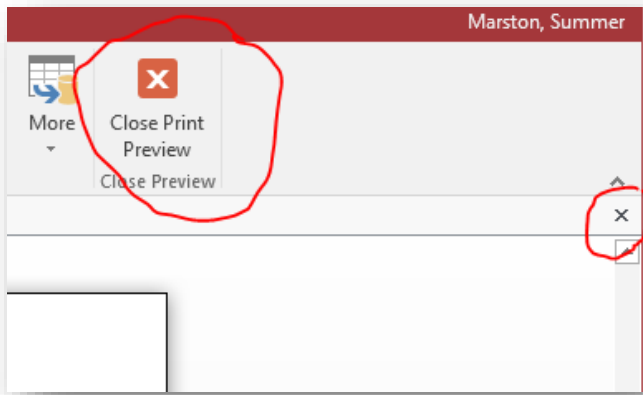 Marston, Summer
More
Close Print
Preview
Close Preview